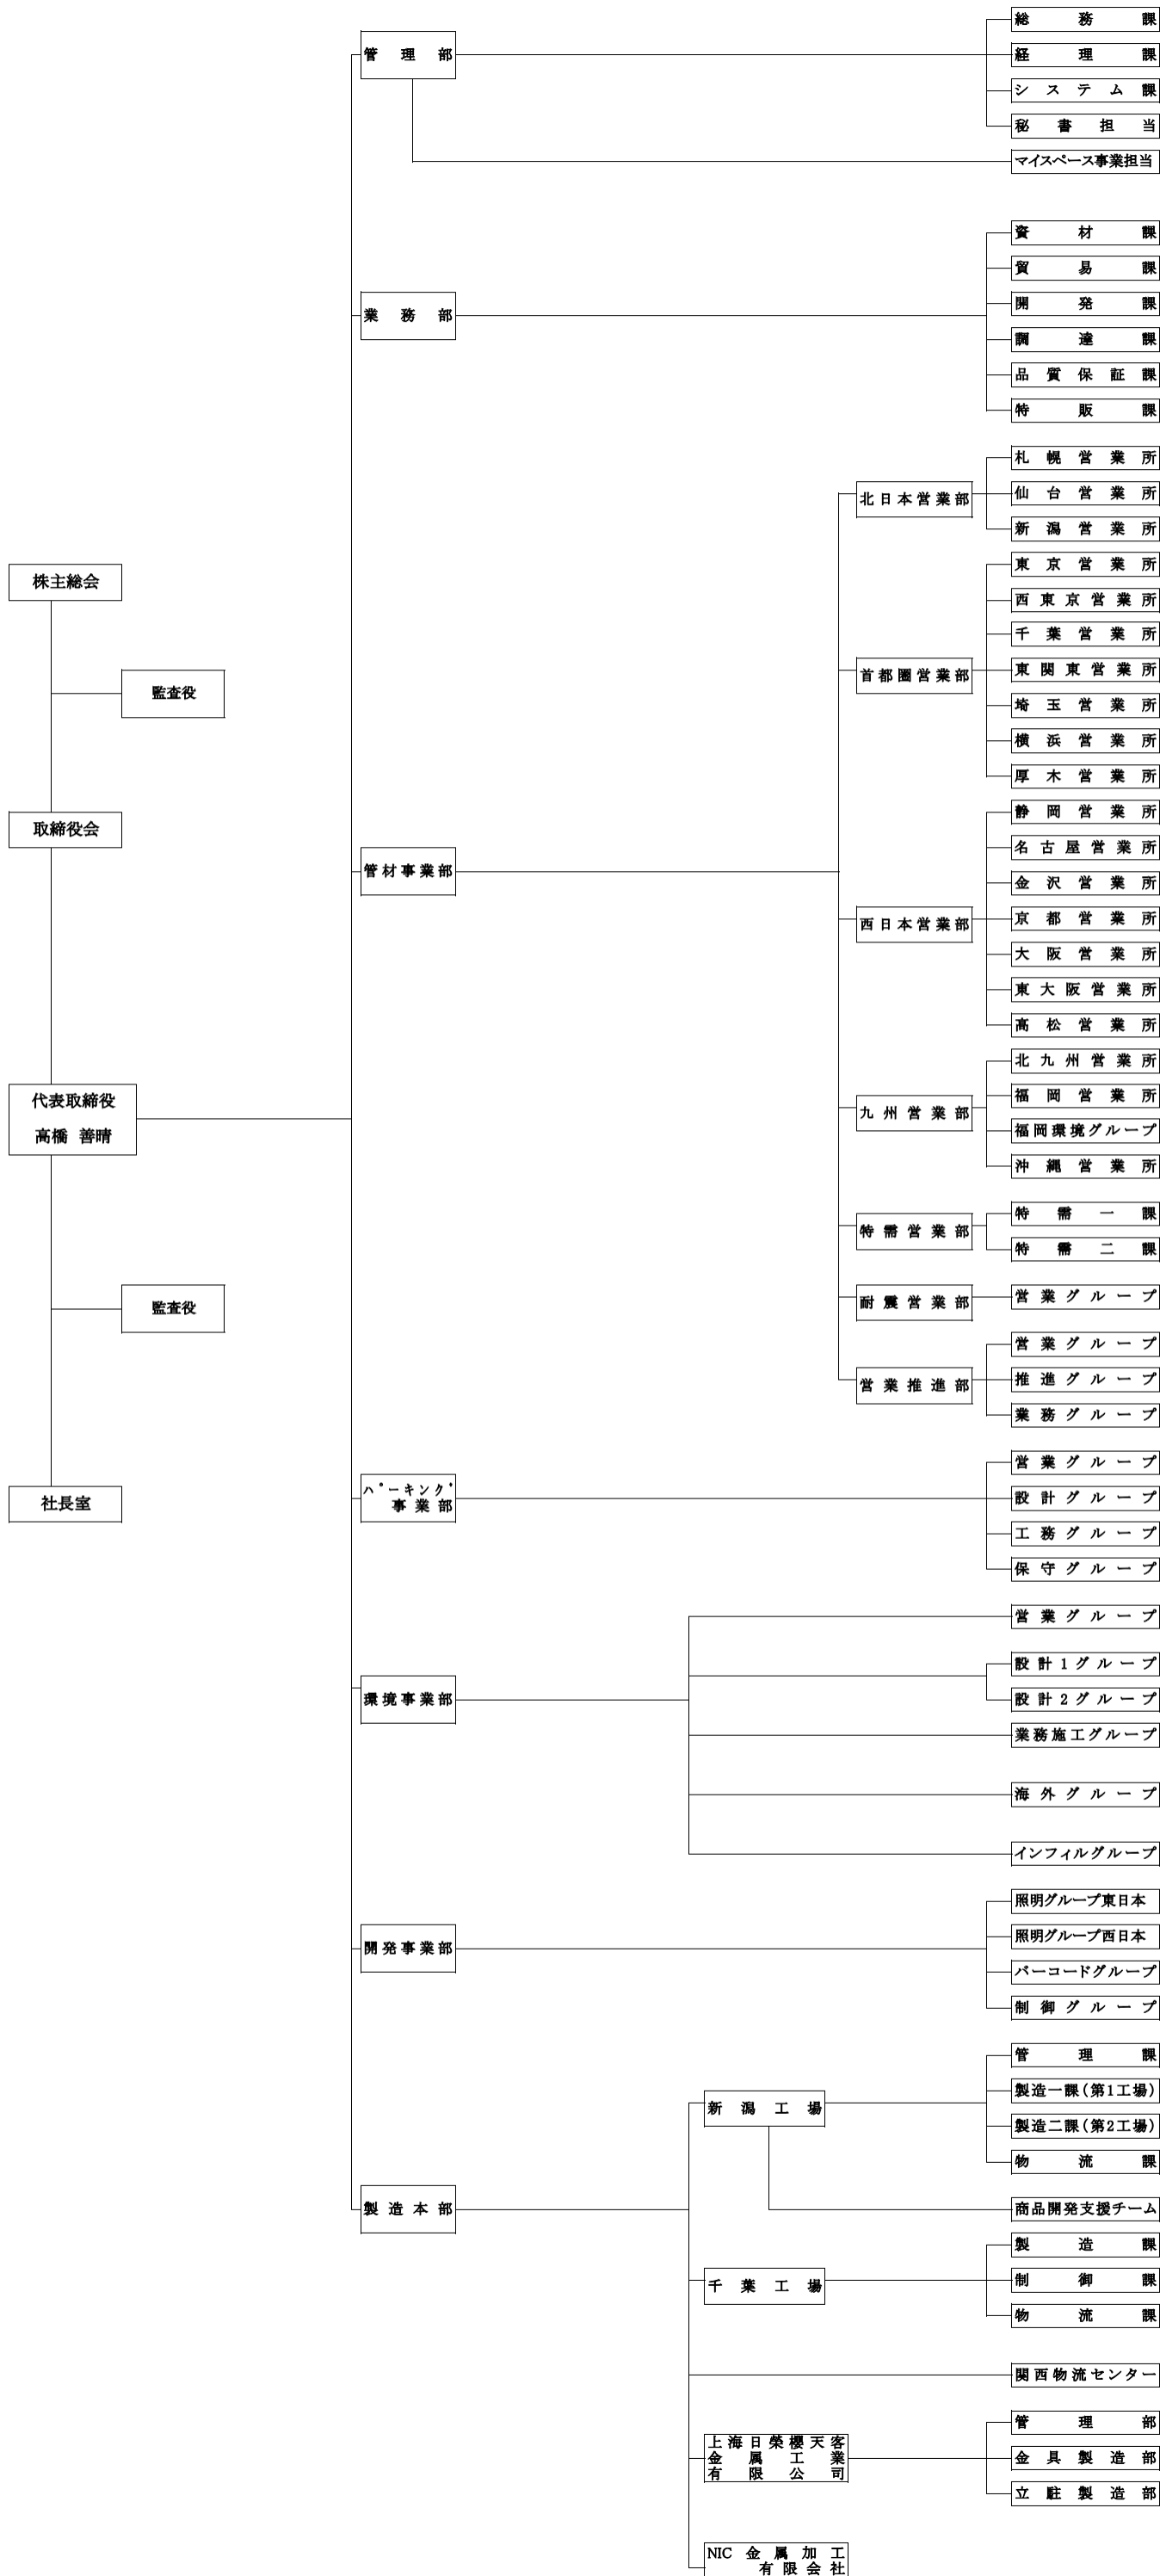 株主総会
監査役
取締役会
代表取締役
高橋 善晴
監査役
社長室
管理部
総務課
経理課
システム課
秘書担当
マイスペース事業担当
業務部
資材課
貿易課
開発課
調達課
品質保証課
特販課
管材事業部
北日本営業部
札幌営業所
仙台営業所
新潟営業所
首都圏営業部
東京営業所
西東京営業所
千葉営業所
東関東営業所
埼玉営業所
横浜営業所
厚木営業所
西日本営業部
静岡営業所
名古屋営業所
金沢営業所
京都営業所
大阪営業所
東大阪営業所
高松営業所
九州営業部
北九州営業所
福岡営業所
福岡環境グループ
沖縄営業所
特需営業部
特需一課
特需二課
耐震営業部
営業グループ
営業推進部
営業グループ
推進グループ
業務グループ
パーキング
事業部
営業グループ
設計グループ
工務グループ
保守グループ
環境事業部
営業グループ
設計1グループ
設計2グループ
業務施工グループ
海外グループ
インフィルグループ
開発事業部
照明グループ東日本
照明グループ西日本
バーコードグループ
制御グループ
製造本部
新潟工場
管理課
製造一課(第1工場)
製造二課(第2工場)
物流課
商品開発支援チーム
千葉工場
製造課
制御課
物流課
関西物流センター
上海日榮櫻天客
金属工業
有限公司
管理部
金具製造部
立駐製造部
NIC 金属加工
有限会社